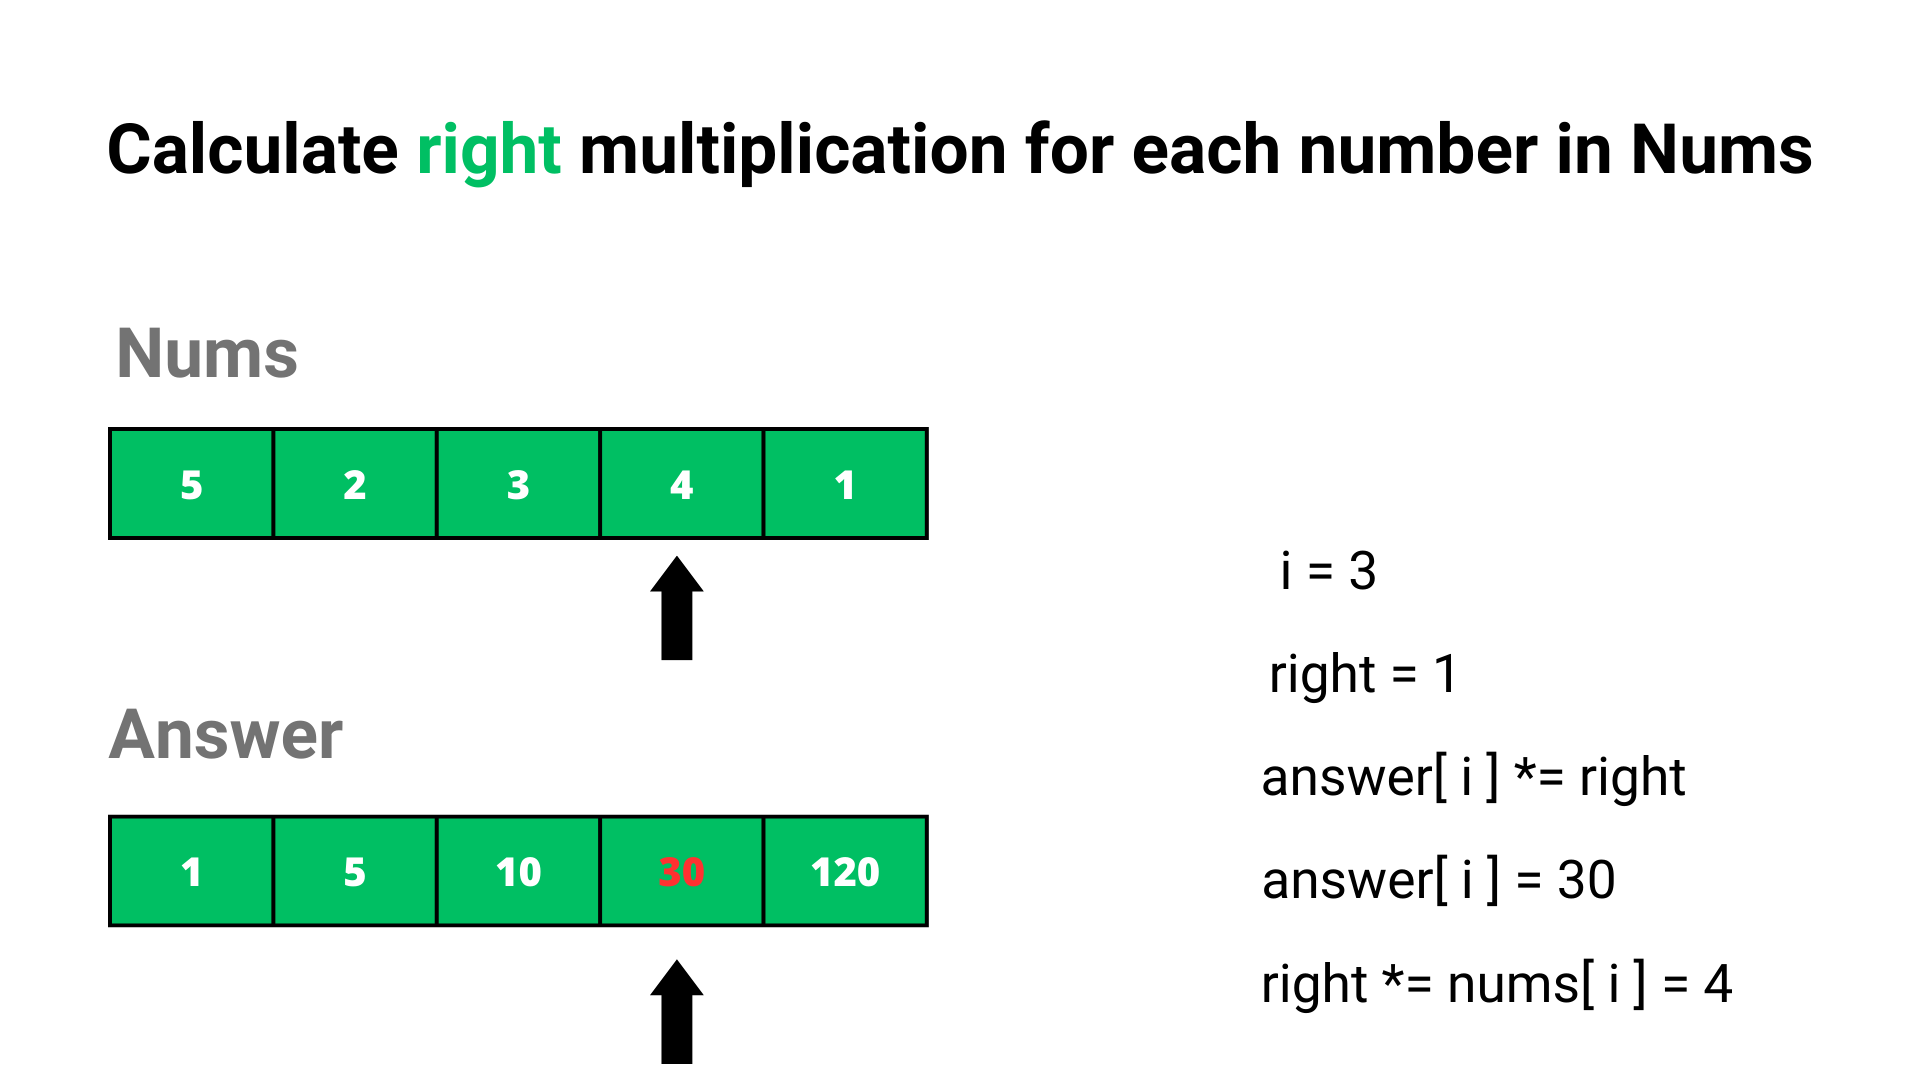 Calculate right multiplication for each number in Nums
Nums
5 2 3 4 1
i = 3
right = 1
Answer
answer[ i ] *= right
1 5 10 30 120
answer[ i ] = 30
right *= nums[ i ] = 4